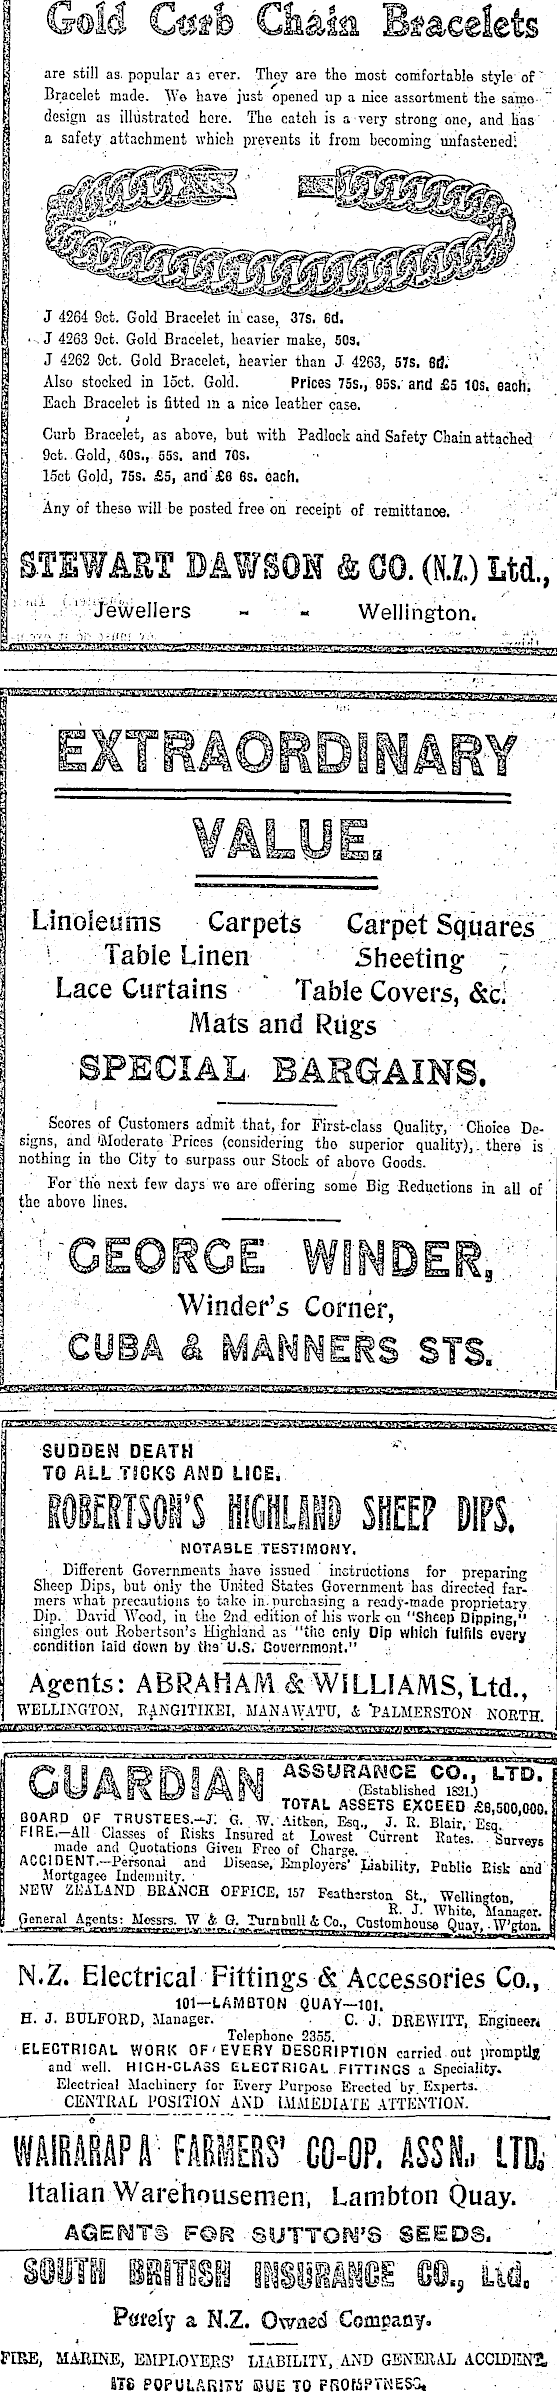 Gold Curb Chain Bracelets
are still as popular as ever. They are the most comfortable style of
Bracelet made. We have just opened up a nice assortment the same
design as illustrated here. The catch is a very strong one, and has
a safety attachment which prevents it from becoming unfastened.
J 4264 9ct. Gold Bracelet in case, 37s. 6d.
J 4263 9ct. Gold Bracelet, heavier make, 50s.
J 4262 9ct. Gold Bracelet, heavier than J 4263, 57s. 6d.
Also stocked in 15ct. Gold. Prices 75s., 95s. and £5 10s. each.
Each Bracelet is fitted in a nice leather case.
Curb Bracelet, as above, but with Padlock and Safety Chain attached
9ct. Gold, 40s., 55s. and 70s.
15ct Gold, 75s. £5, and £6 6s. each.
Any of these will be posted free on receipt of remittance.
STEWART DAWSON & CO. (N.Z.) Ltd.,
Jewellers - - Wellington.
EXTRAORDINARY
VALUE.
Linoleums Carpets Carpet Squares
Table Linen Sheeting
Lace Curtains Table Covers, &c.
Mats and Rugs
SPECIAL BARGAINS.
Scores of Customers admit that, for First-class Quality, Choice De-
signs, and Moderate Prices (considering the superior quality), there is
nothing in the City to surpass our Stock of above Goods.
For the next few days we are offering some Big Reductions in all of
the above lines.
GEORGE WINDER,
Winder's Corner,
CUBA & MANNERS STS.
SUDDEN DEATH
TO ALL TICKS AND LICE.
ROBERTSON'S HIGHLAND SHEEP DIPS.
NOTABLE TESTIMONY.
Different Governments have issued instructions for preparing
Sheep Dips, but only the United States Government has directed far-
mers what precautions to take in purchasing a ready-made proprietary
Dip. David Wood, in the 2nd edition of his work on "Sheep Dipping,"
singles out Robertson's Highland as "the only Dip which fulfils every
condition laid down by the U.S. Government."
Agents: ABRAHAM & WILLIAMS, Ltd.,
WELLINGTON, RANGITIKEI, MANAWATU, & PALMERSTON NORTH.
GUARDIAN ASSURANCE CO., LTD.
(Established 1821.)
TOTAL ASSETS EXCEED £6,500,000.
BOARD OF TRUSTEES.—J. G. W. Aitken, Esq., J. R. Blair, Esq.
FIRE.—All Classes of Risks Insured at Lowest Current Rates. Surveys
made and Quotations Given Free of Charge.
ACCIDENT.—Personal and Disease, Employers' Liability, Public Risk and
Mortgagee Indemnity.
NEW ZEALAND BRANCH OFFICE, 157 Featherston St., Wellington,
R. J. White, Manager.
General Agents: Messrs. W & G. Turnbull & Co., Customhouse Quay, W'gton.
N.Z. Electrical Fittings & Accessories Co.,
101—LAMBTON QUAY—101.
H. J. BULFORD, Manager. C. J. DREWITT, Engineer.
Telephone 2355.
ELECTRICAL WORK OF EVERY DESCRIPTION carried out promptly
and well. HIGH-CLASS ELECTRICAL FITTINGS a Speciality.
Electrical Machinery for Every Purpose Erected by Experts.
CENTRAL POSITION AND IMMEDIATE ATTENTION.
WAIRARAPA FARMERS' CO-OP. ASSN., LTD.
Italian Warehousemen, Lambton Quay.
AGENTS FOR SUTTON'S SEEDS.
SOUTH BRITISH INSURANCE CO., Ltd.
Purely a N.Z. Owned Company.
FIRE, MARINE, EMPLOYERS' LIABILITY, AND GENERAL ACCIDENT.
ITS POPULARITY DUE TO PROMPTNESS.